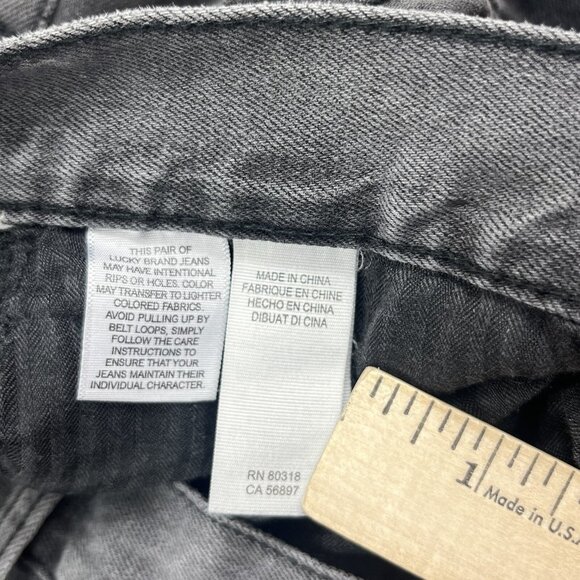 THIS PAIR OF
LUCKY BRAND JEANS
MAY HAVE INTENTIONAL
RIPS OR HOLES. COLOR
MAY TRANSFER TO LIGHTER
COLORED FABRICS.
AVOID PULLING UP BY
BELT LOOPS, SIMPLY
FOLLOW THE CARE
INSTRUCTIONS TO
ENSURE THAT YOUR
JEANS MAINTAIN THEIR
INDIVIDUAL CHARACTER.
MADE IN CHINA
FABRIQUE EN CHINE
HECHO EN CHINA
DIBUAT DI CINA
RN 80318
CA 56897
1
Made in U.S.A